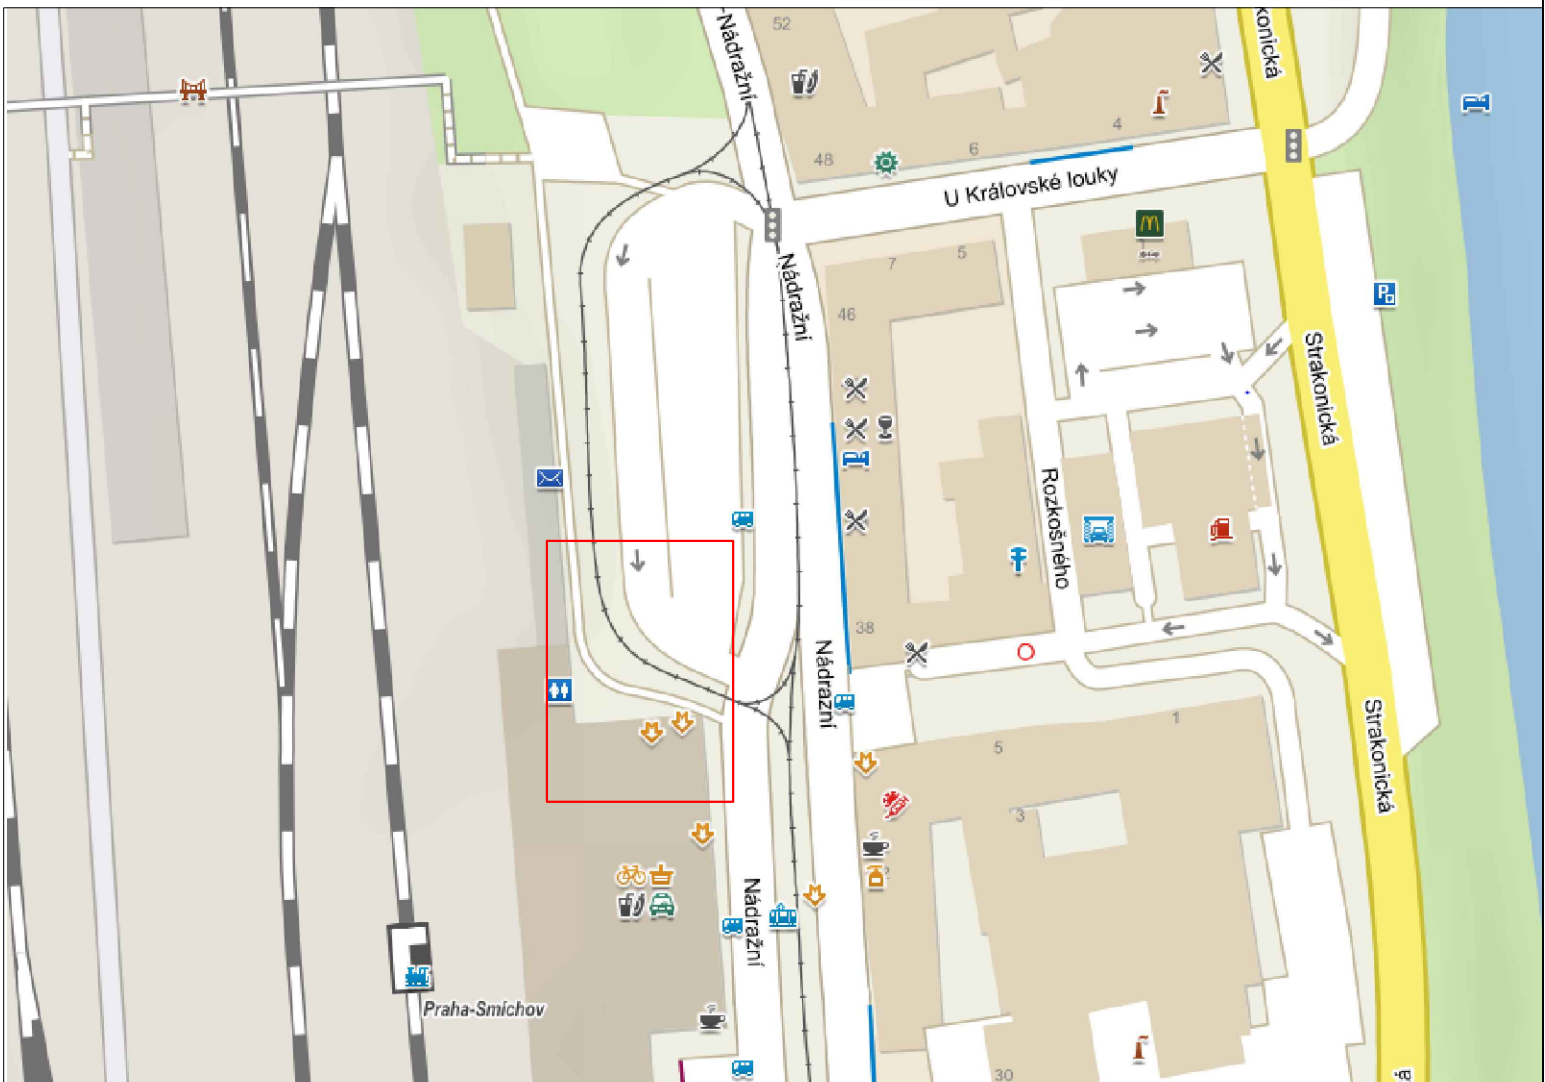 Nádražní
52
konická
4
6
48
U Královské louky
5
7
Nádražní
46
Strakonická
Rozkošného
38
Nádražní
1
5
Strakonická
3
Nádražní
Praha-Smíchov
30